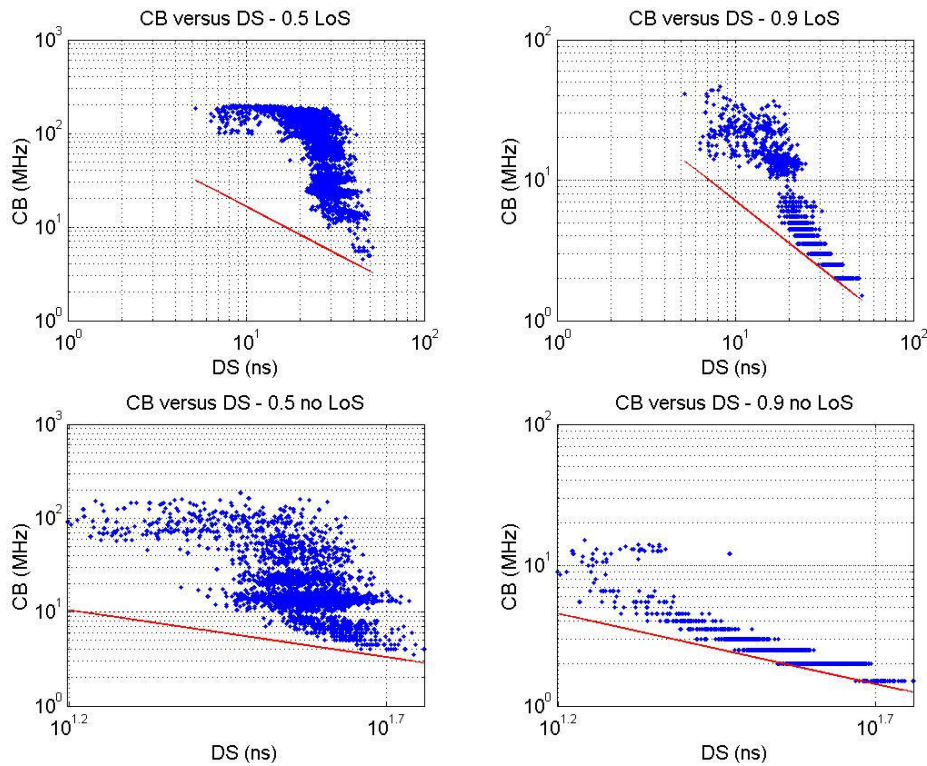 CB versus DS - 0.5 LoS
10^3
10^2
10^1
10^0
CB (MHz)
10^0
10^1
10^2
DS (ns)
CB versus DS - 0.9 LoS
10^2
10^1
10^0
CB (MHz)
10^0
10^1
10^2
DS (ns)
CB versus DS - 0.5 no LoS
10^3
10^2
10^1
10^0
CB (MHz)
10^1.2
10^1.7
DS (ns)
CB versus DS - 0.9 no LoS
10^2
10^1
10^0
CB (MHz)
10^1.2
10^1.7
DS (ns)